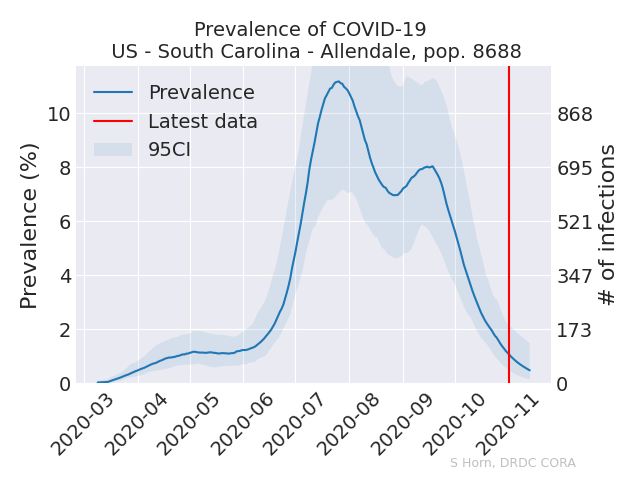 Prevalence of COVID-19
US - South Carolina - Allendale, pop. 8688
Prevalence
Latest data
95CI
Prevalence (%)
10
8
6
4
2
0
868
695
521
347
173
0
# of infections
2020-03
2020-04
2020-05
2020-06
2020-07
2020-08
2020-09
2020-10
2020-11
S Horn, DRDC CORA